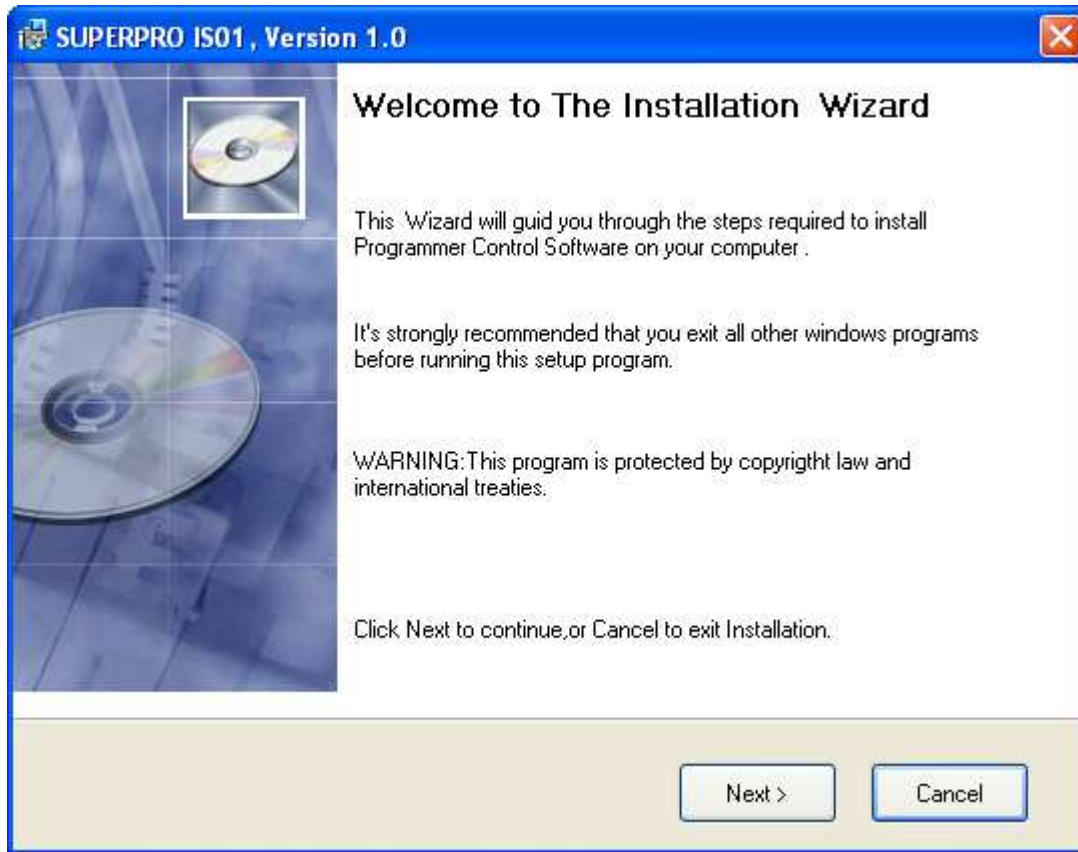 SUPERPRO IS01, Version 1.0
Welcome to The Installation Wizard
This Wizard will guid you through the steps required to install
Programmer Control Software on your computer .
It's strongly recommended that you exit all other windows programs
before running this setup program.
WARNING:This program is protected by copyrigtht law and
international treaties.
Click Next to continue,or Cancel to exit Installation.
Next >
Cancel